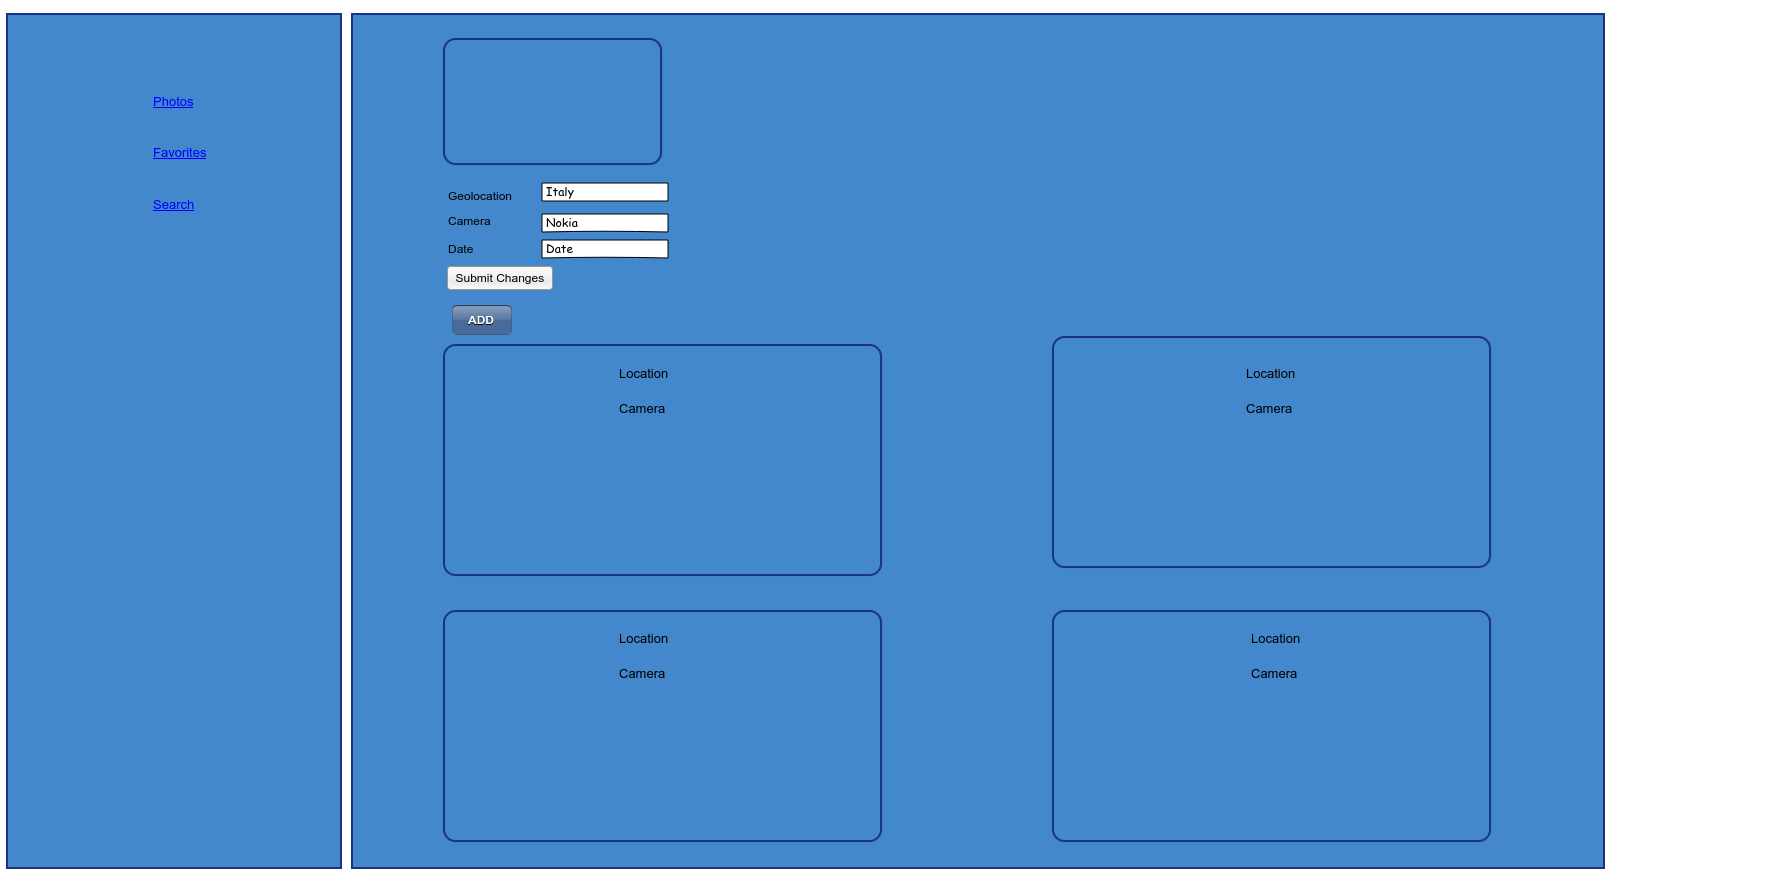 Photos
Favorites
Search
Geolocation Italy
Camera Nokia
Date Date
Submit Changes
ADD
Location
Camera
Location
Camera
Location
Camera
Location
Camera